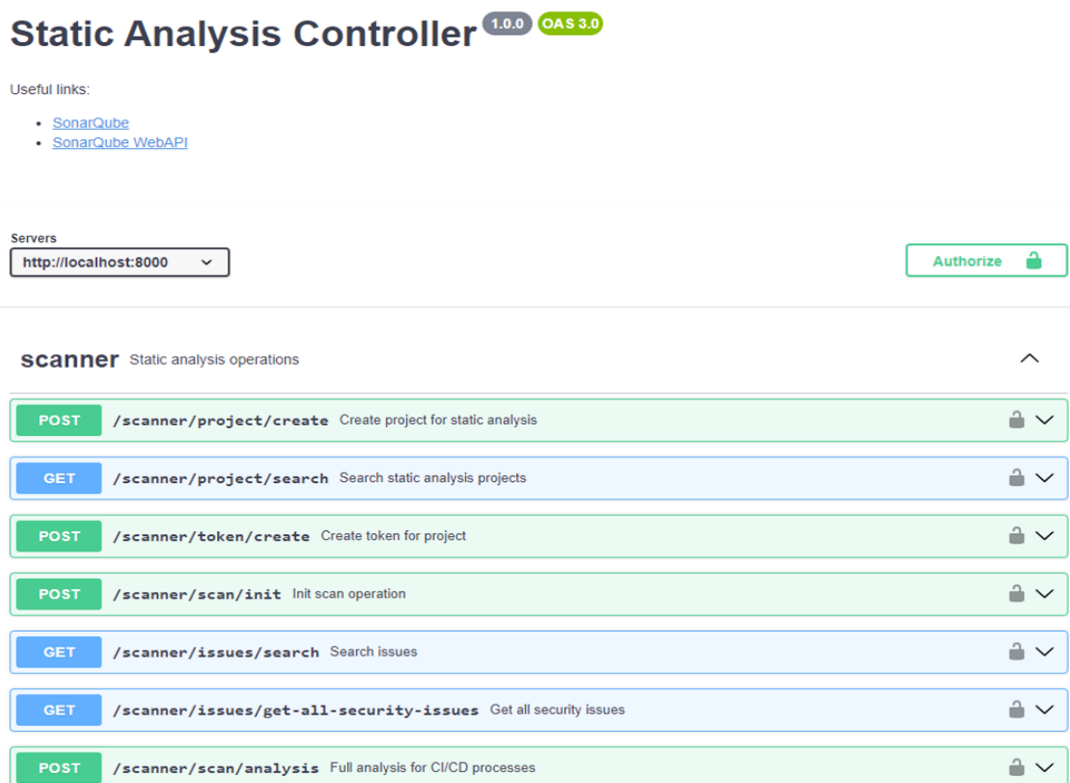 Static Analysis Controller 1.0.0 OAS 3.0
Useful links:
SonarQube
SonarQube WebAPI
Servers
http://localhost:8000
Authorize
scanner Static analysis operations
POST /scanner/project/create Create project for static analysis
GET /scanner/project/search Search static analysis projects
POST /scanner/token/create Create token for project
POST /scanner/scan/init Init scan operation
GET /scanner/issues/search Search issues
GET /scanner/issues/get-all-security-issues Get all security issues
POST /scanner/scan/analysis Full analysis for CI/CD processes